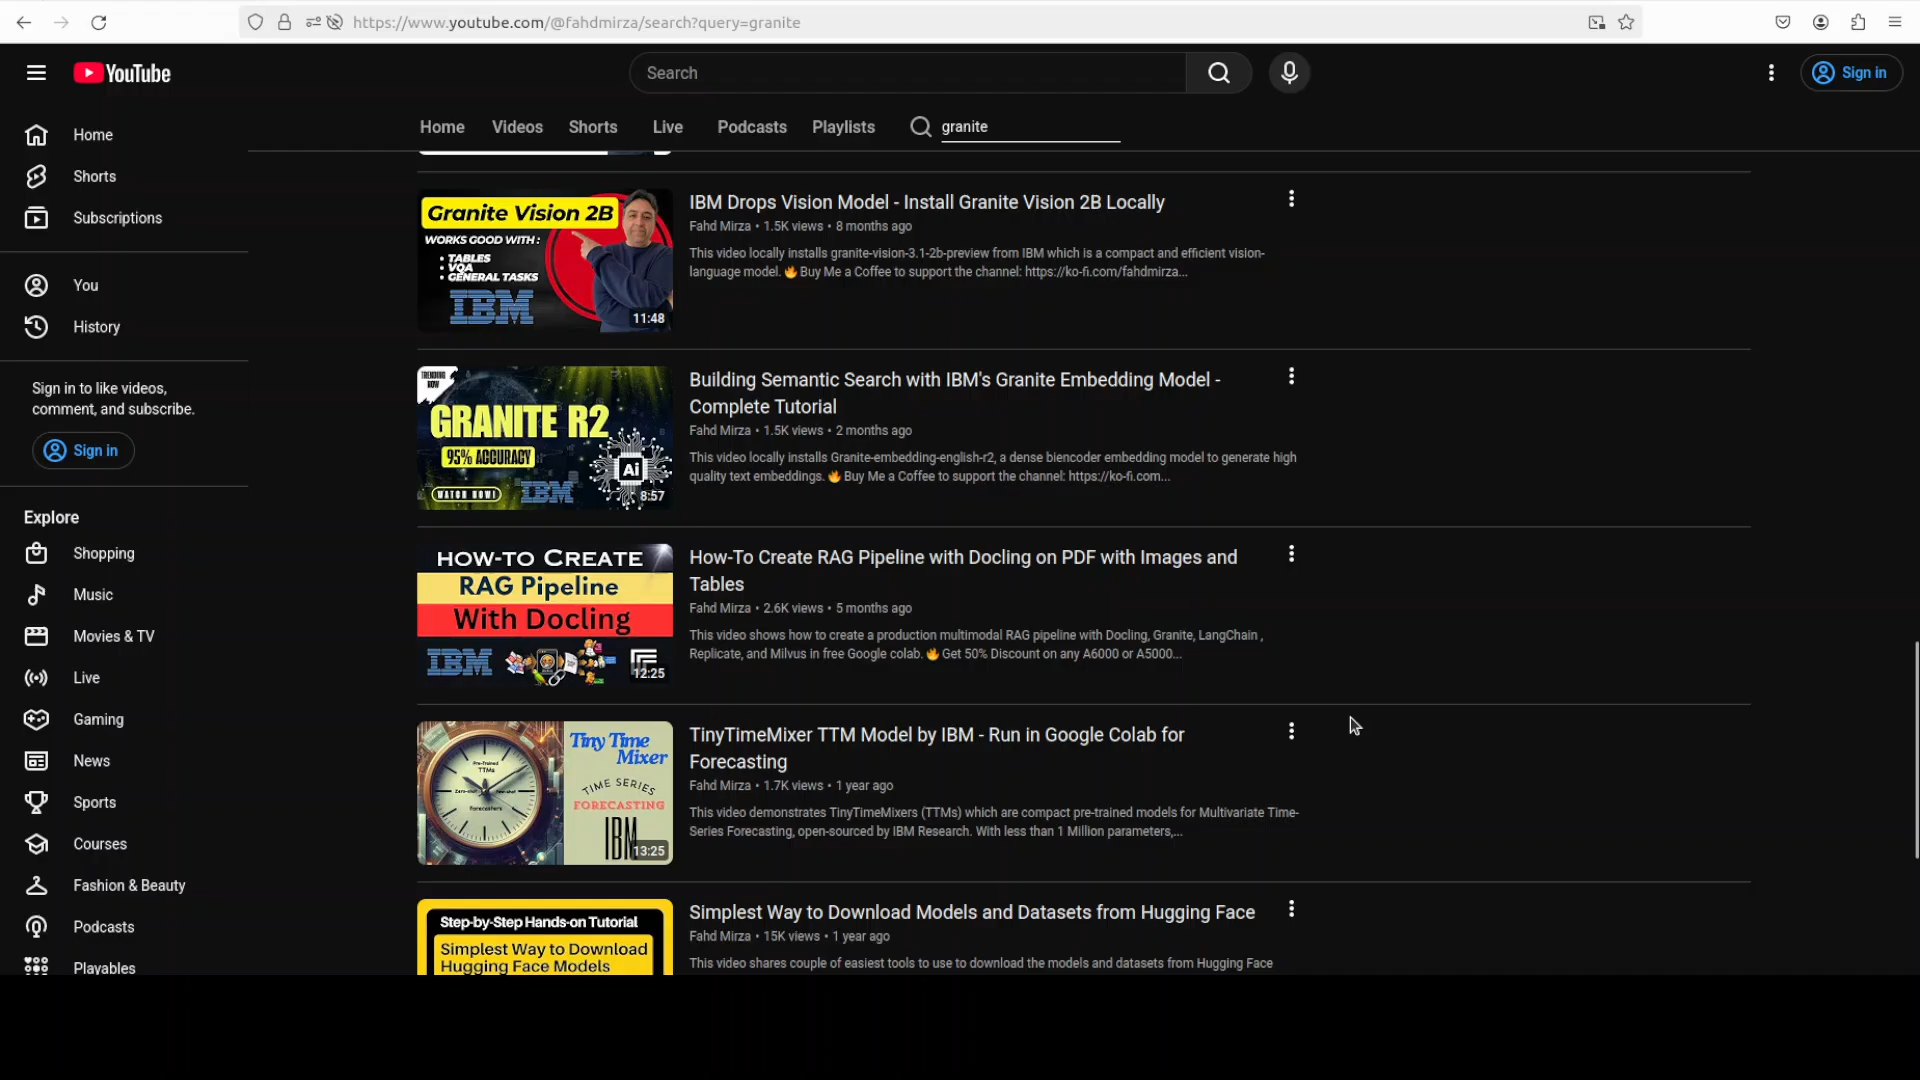 https://www.youtube.com/@fahdmirza/search?query=granite
YouTube
Search
Sign in
Home
Videos
Shorts
Live
Podcasts
Playlists
granite
Home
Shorts
Subscriptions
You
History
Sign in to like videos,
comment, and subscribe.
Sign in
Explore
Shopping
Music
Movies & TV
Live
Gaming
News
Sports
Courses
Fashion & Beauty
Podcasts
Playables
Granite Vision 2B
WORKS GOOD WITH :
• TABLES
• VQA
• GENERAL TASKS
IBM
11:48
IBM Drops Vision Model - Install Granite Vision 2B Locally
Fahd Mirza • 1.5K views • 8 months ago
This video locally installs granite-vision-3.1-2b-preview from IBM which is a compact and efficient vision-
language model. 🔥 Buy Me a Coffee to support the channel: https://ko-fi.com/fahdmirza...
TRENDING
NOW
GRANITE R2
95% ACCURACY
Ai
WATCH NOW!
IBM
8:57
Building Semantic Search with IBM's Granite Embedding Model -
Complete Tutorial
Fahd Mirza • 1.5K views • 2 months ago
This video locally installs Granite-embedding-english-r2, a dense biencoder embedding model to generate high
quality text embeddings. 🔥 Buy Me a Coffee to support the channel: https://ko-fi.com...
HOW-TO CREATE
RAG Pipeline
With Docling
IBM
12:25
How-To Create RAG Pipeline with Docling on PDF with Images and
Tables
Fahd Mirza • 2.6K views • 5 months ago
This video shows how to create a production multimodal RAG pipeline with Docling, Granite, LangChain ,
Replicate, and Milvus in free Google colab. 🔥 Get 50% Discount on any A6000 or A5000...
Pre-Trained
TTMs
Forecasters
Tiny Time
Mixer
TIME SERIES
FORECASTING
IBM
13:25
TinyTimeMixer TTM Model by IBM - Run in Google Colab for
Forecasting
Fahd Mirza • 1.7K views • 1 year ago
This video demonstrates TinyTimeMixers (TTMs) which are compact pre-trained models for Multivariate Time-
Series Forecasting, open-sourced by IBM Research. With less than 1 Million parameters,...
Step-by-Step Hands-on Tutorial
Simplest Way to Download
Hugging Face Models
Simplest Way to Download Models and Datasets from Hugging Face
Fahd Mirza • 15K views • 1 year ago
This video shares couple of easiest tools to use to download the models and datasets from Hugging Face